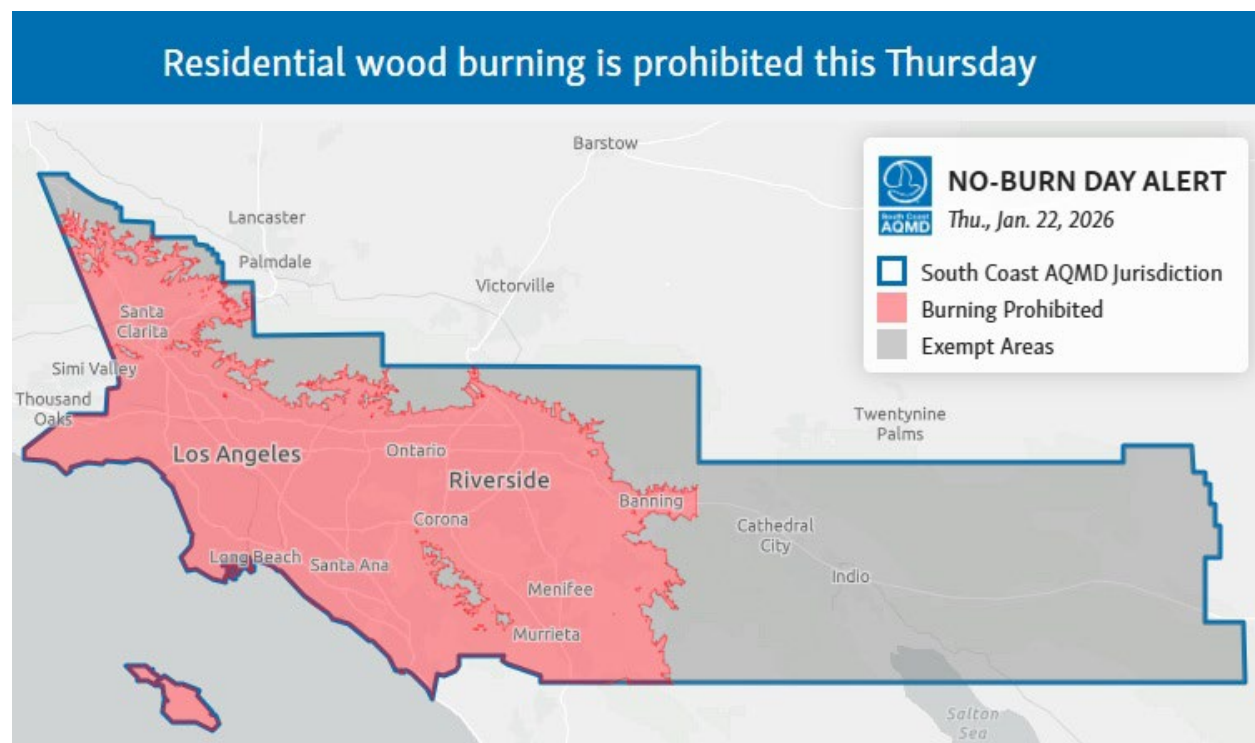 Residential wood burning is prohibited this Thursday
Barstow
NO-BURN DAY ALERT
South Coast
AQMD
Thu., Jan. 22, 2026
South Coast AQMD Jurisdiction
Burning Prohibited
Exempt Areas
Lancaster
Palmdale
Victorville
Santa
Clarita
Simi Valley
Thousand
Oaks
Twentynine
Palms
Los Angeles
Ontario
Riverside
Banning
Corona
Cathedral
City
Long Beach
Santa Ana
Indio
Menifee
Murrieta
Salton
Sea